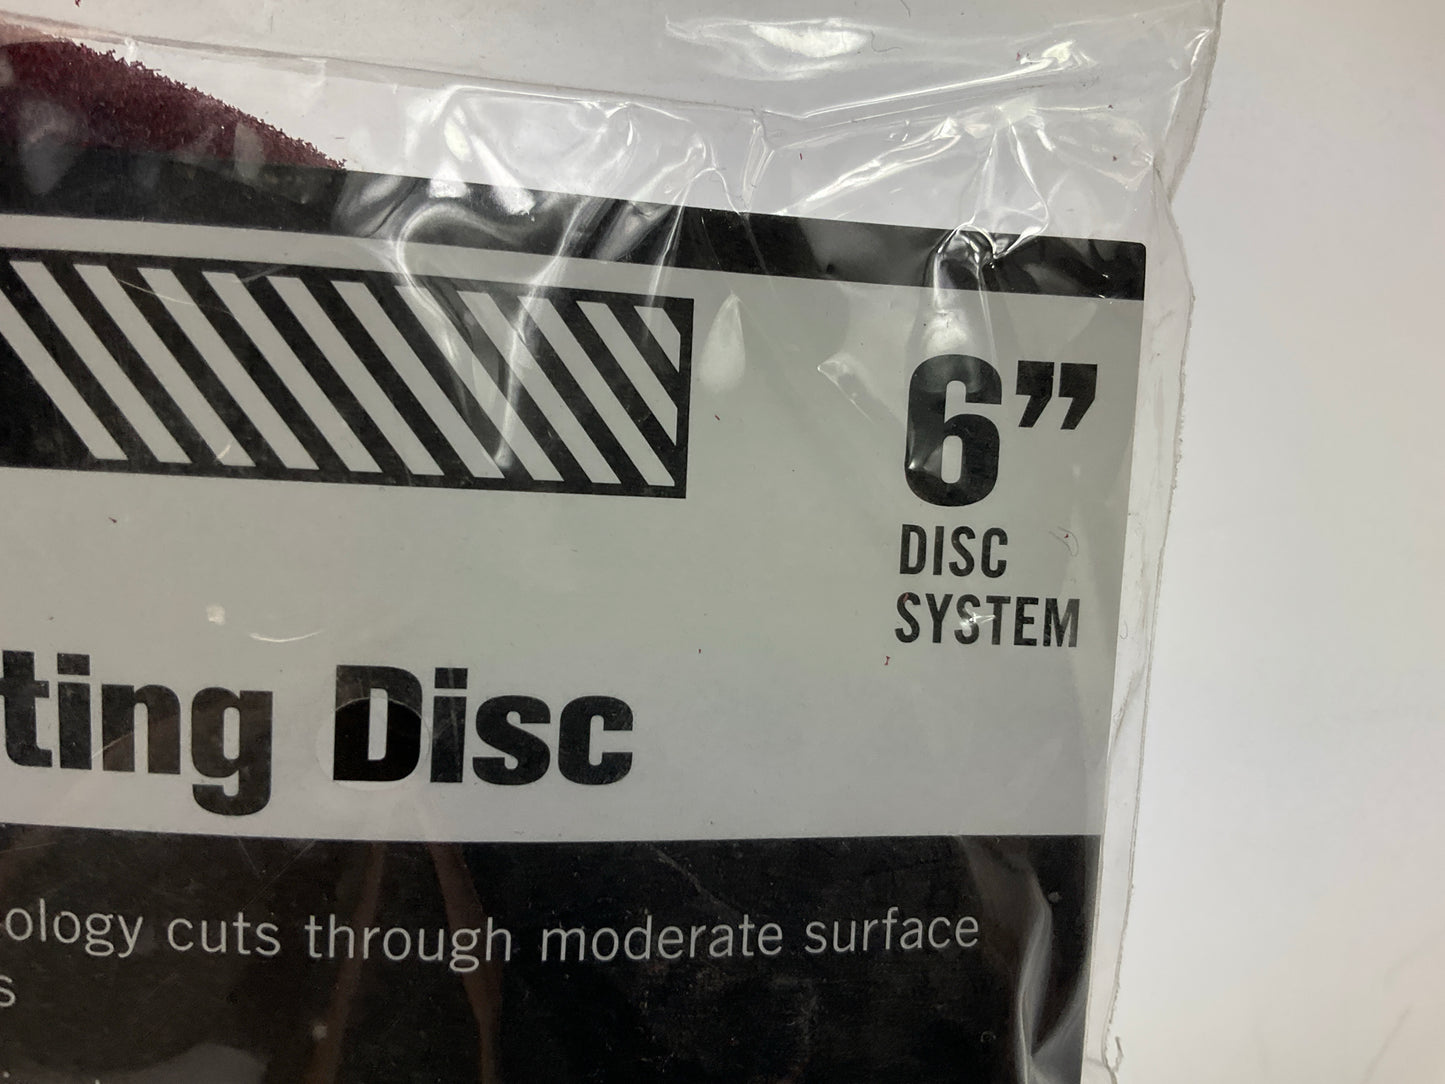 6”
DISC
SYSTEM
ting Disc
ology cuts through moderate surface
s